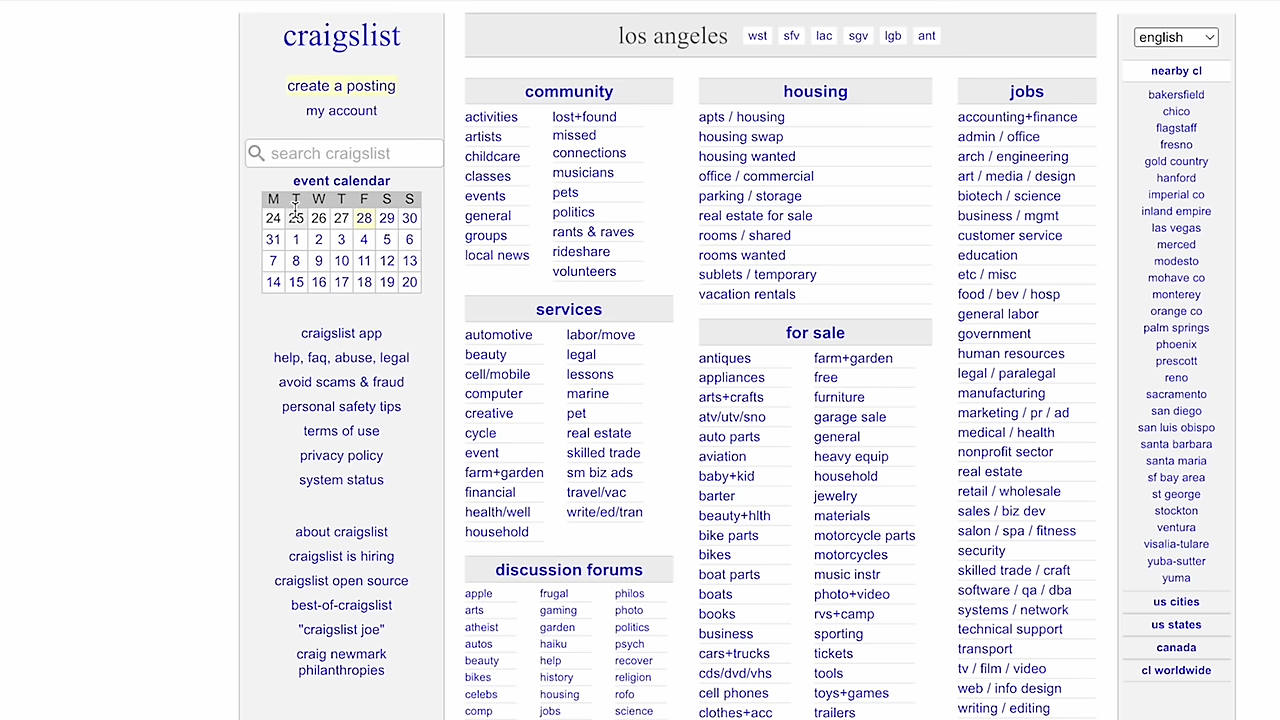 craigslist
create a posting
my account
search craigslist
event calendar
M T W T F S S
24 25 26 27 28 29 30
31 1 2 3 4 5 6
7 8 9 10 11 12 13
14 15 16 17 18 19 20
craigslist app
help, faq, abuse, legal
avoid scams & fraud
personal safety tips
terms of use
privacy policy
system status
about craigslist
craigslist is hiring
craigslist open source
best-of-craigslist
"craigslist joe"
craig newmark
philanthropies
los angeles wst sfv lac sgv lgb ant
community
activities
artists
childcare
classes
events
general
groups
local news
lost+found
missed
connections
musicians
pets
politics
rants & raves
rideshare
volunteers
services
automotive
beauty
cell/mobile
computer
creative
cycle
event
farm+garden
financial
health/well
household
labor/move
legal
lessons
marine
pet
real estate
skilled trade
sm biz ads
travel/vac
write/ed/tran
discussion forums
apple
arts
atheist
autos
beauty
bikes
celebs
comp
frugal
gaming
garden
haiku
help
history
housing
jobs
philos
photo
politics
psych
recover
religion
rofo
science
housing
apts / housing
housing swap
housing wanted
office / commercial
parking / storage
real estate for sale
rooms / shared
rooms wanted
sublets / temporary
vacation rentals
for sale
antiques
appliances
arts+crafts
atv/utv/sno
auto parts
aviation
baby+kid
barter
beauty+hlth
bike parts
bikes
boat parts
boats
books
business
cars+trucks
cds/dvd/vhs
cell phones
clothes+acc
farm+garden
free
furniture
garage sale
general
heavy equip
household
jewelry
materials
motorcycle parts
motorcycles
music instr
photo+video
rvs+camp
sporting
tickets
tools
toys+games
trailers
jobs
accounting+finance
admin / office
arch / engineering
art / media / design
biotech / science
business / mgmt
customer service
education
etc / misc
food / bev / hosp
general labor
government
human resources
legal / paralegal
manufacturing
marketing / pr / ad
medical / health
nonprofit sector
real estate
retail / wholesale
sales / biz dev
salon / spa / fitness
security
skilled trade / craft
software / qa / dba
systems / network
technical support
transport
tv / film / video
web / info design
writing / editing
english
nearby cl
bakersfield
chico
flagstaff
fresno
gold country
hanford
imperial co
inland empire
las vegas
merced
modesto
mohave co
monterey
orange co
palm springs
phoenix
prescott
reno
sacramento
san diego
san luis obispo
santa barbara
santa maria
sf bay area
st george
stockton
ventura
visalia-tulare
yuba-sutter
yuma
us cities
us states
canada
cl worldwide